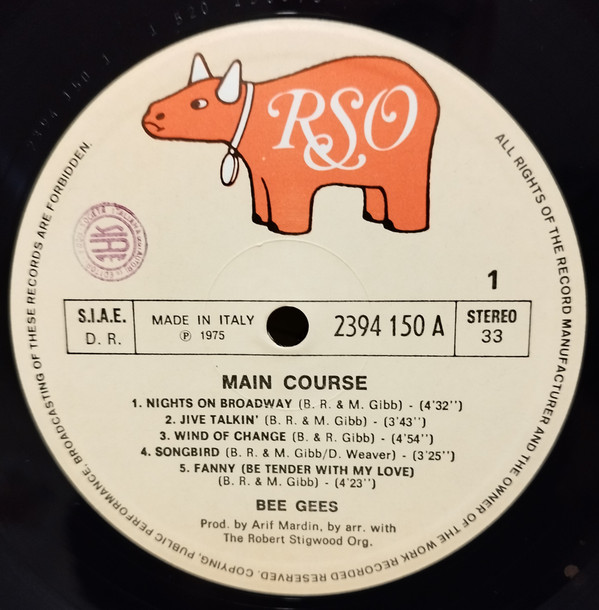 RSO
ALL RIGHTS OF THE RECORD MANUFACTURER AND THE OWNER OF THE WORK RECORDED RESERVED. COPYING, PUBLIC PERFORMANCE, BROADCASTING OF THESE RECORDS ARE FORBIDDEN.
1
S.I.A.E.
D. R.
MADE IN ITALY
℗ 1975
2394 150 A
STEREO
33
MAIN COURSE
1. NIGHTS ON BROADWAY (B. R. & M. Gibb) - (4'32'')
2. JIVE TALKIN' (B. R. & M. Gibb) - (3'43'')
3. WIND OF CHANGE (B. & R. Gibb) - (4'54'')
4. SONGBIRD (B. R. & M. Gibb/D. Weaver) - (3'25'')
5. FANNY (BE TENDER WITH MY LOVE)
(B. R. & M. Gibb) - (4'23'')
BEE GEES
Prod. by Arif Mardin, by arr. with
The Robert Stigwood Org.